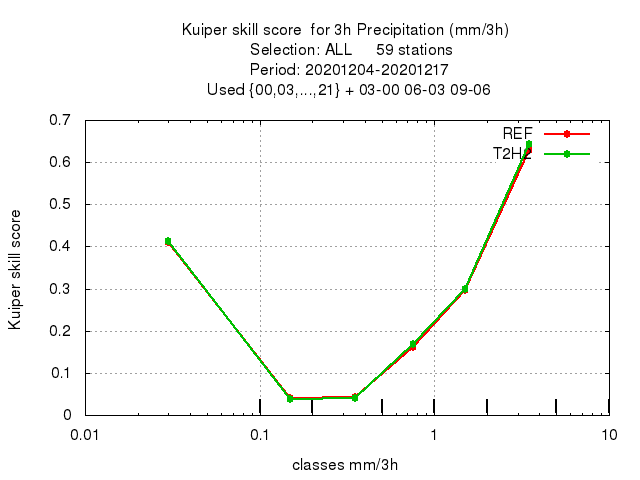 Kuiper skill score  for 3h Precipitation (mm/3h)
Selection: ALL     59 stations
Period: 20201204-20201217
Used {00,03,...,21} + 03-00 06-03 09-06
REF
T2H2
Kuiper skill score
0.7
0.6
0.5
0.4
0.3
0.2
0.1
0
0.01
0.1
1
10
classes mm/3h